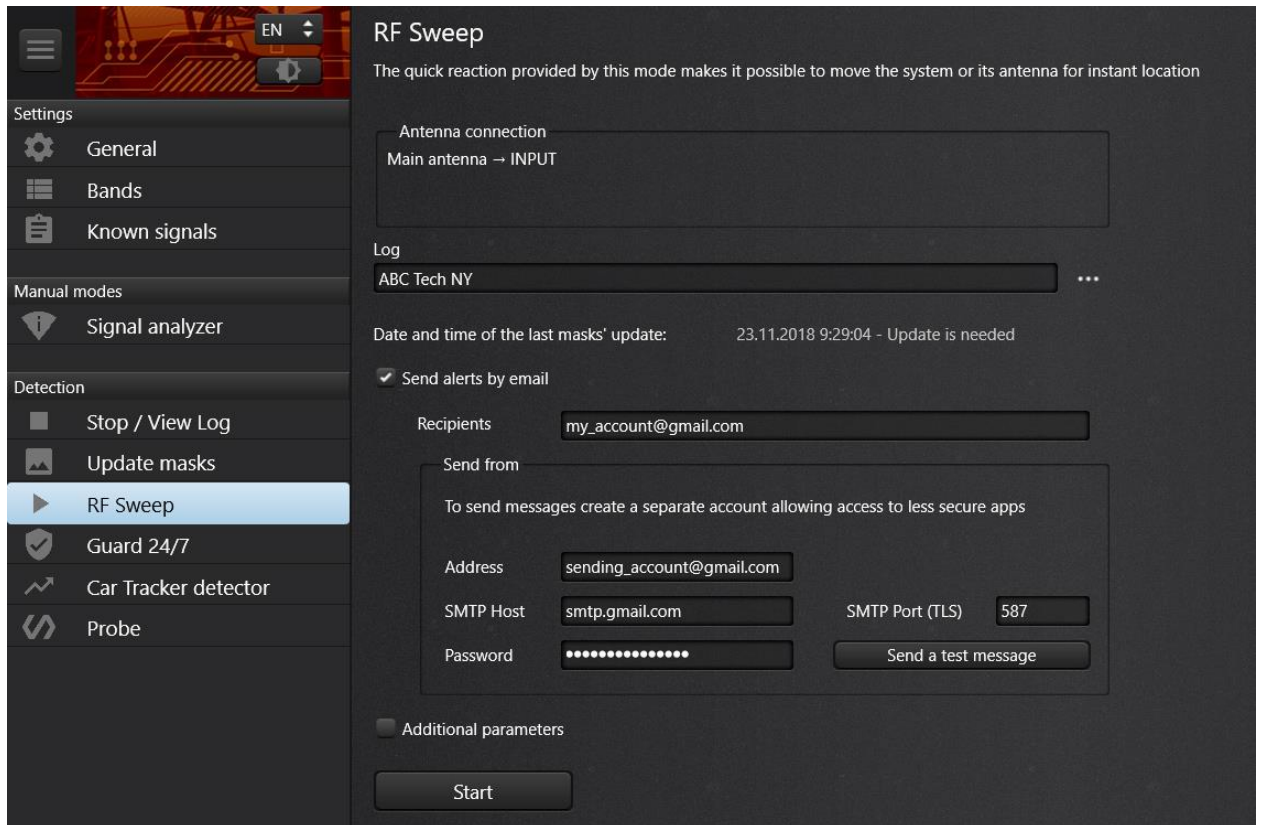 EN
Settings
General
Bands
Known signals
Manual modes
Signal analyzer
Detection
Stop / View Log
Update masks
RF Sweep
Guard 24/7
Car Tracker detector
Probe
RF Sweep
The quick reaction provided by this mode makes it possible to move the system or its antenna for instant location
Antenna connection
Main antenna → INPUT
Log
ABC Tech NY
...
Date and time of the last masks' update: 23.11.2018 9:29:04 - Update is needed
Send alerts by email
Recipients my_account@gmail.com
Send from
To send messages create a separate account allowing access to less secure apps
Address sending_account@gmail.com
SMTP Host smtp.gmail.com SMTP Port (TLS) 587
Password ••••••••••••••• Send a test message
Additional parameters
Start